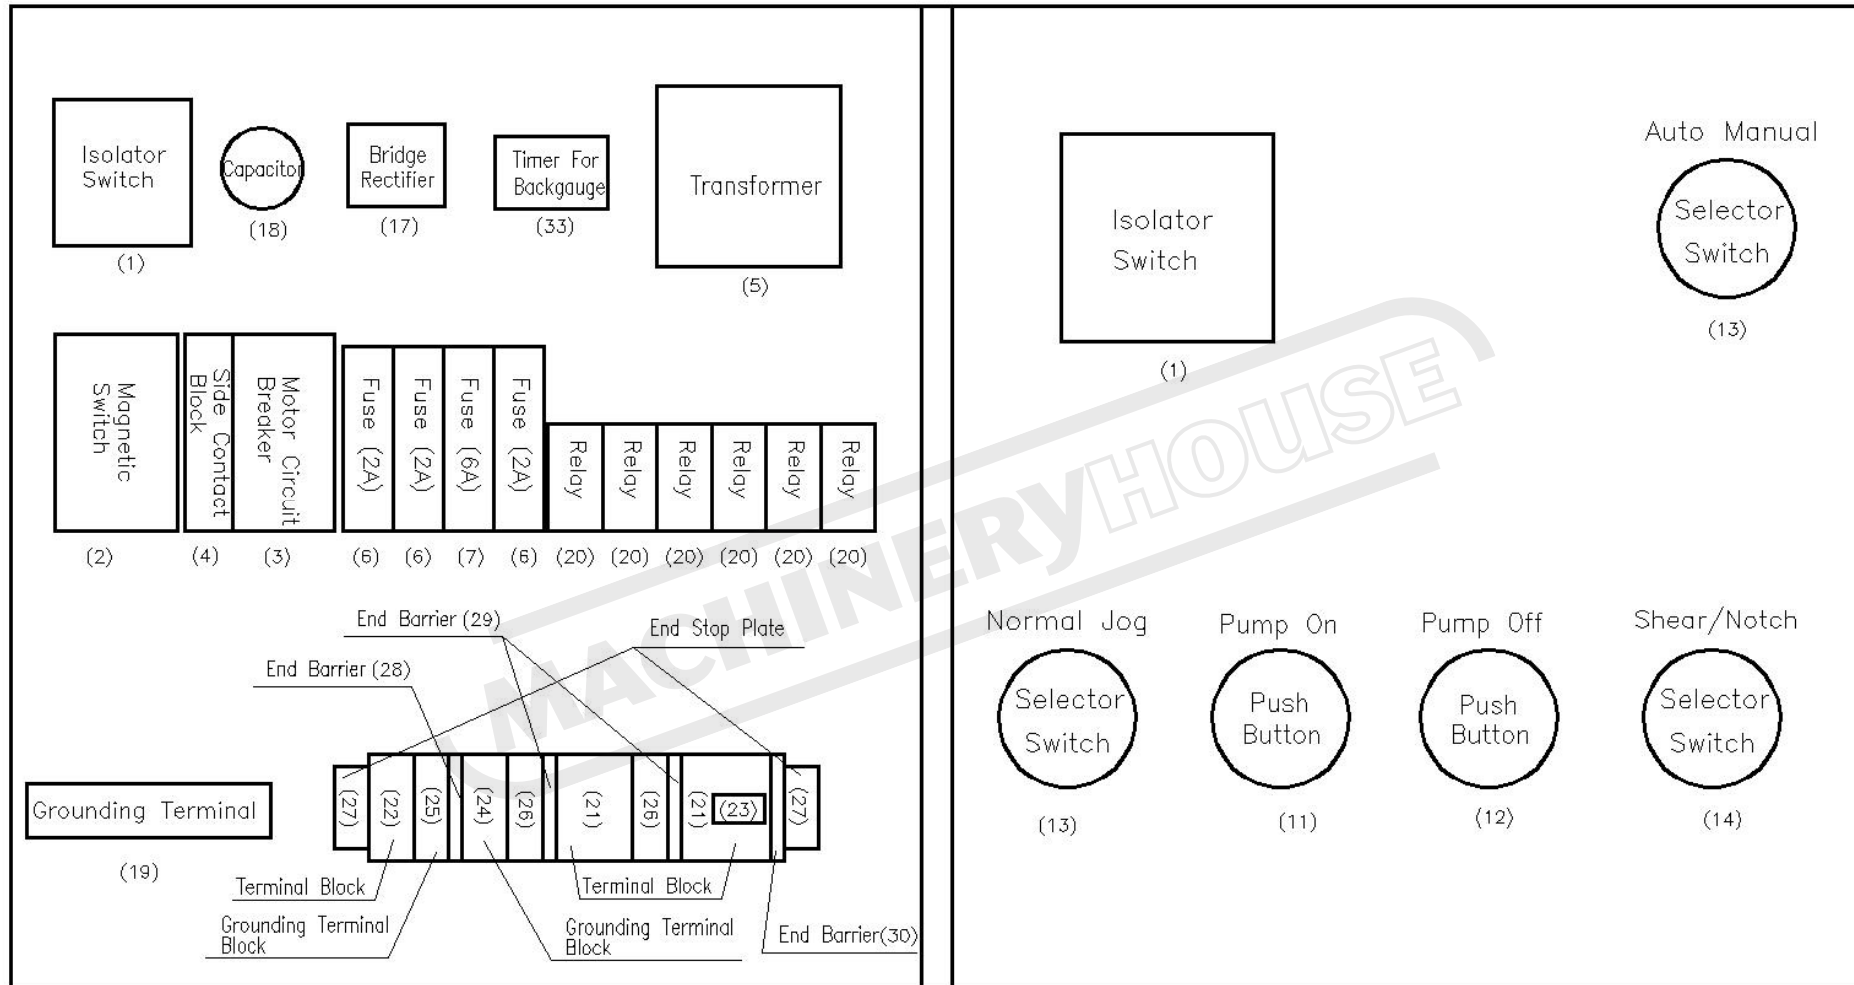 Isolator
Switch
(1)
Capacitor
(18)
Bridge
Rectifier
(17)
Timer For
Backgauge
(33)
Transformer
(5)
Magnetic
Switch
(2)
Side Contact
Block
(4)
Motor Circuit
Breaker
(3)
Fuse (2A)
(6)
Fuse (2A)
(6)
Fuse (6A)
(7)
Fuse (2A)
(6)
Relay
(20)
Relay
(20)
Relay
(20)
Relay
(20)
Relay
(20)
Relay
(20)
End Barrier (29)
End Stop Plate
End Barrier (28)
Grounding Terminal
(19)
(27)
(22)
(25)
(24)
(26)
(21)
(26)
(21)
(23)
(27)
Terminal Block
Terminal Block
Grounding Terminal
Block
Grounding Terminal
Block
End Barrier(30)
Isolator
Switch
(1)
Auto Manual
Selector
Switch
(13)
Normal Jog
Selector
Switch
(13)
Pump On
Push
Button
(11)
Pump Off
Push
Button
(12)
Shear/Notch
Selector
Switch
(14)
MACHINERYHOUSE